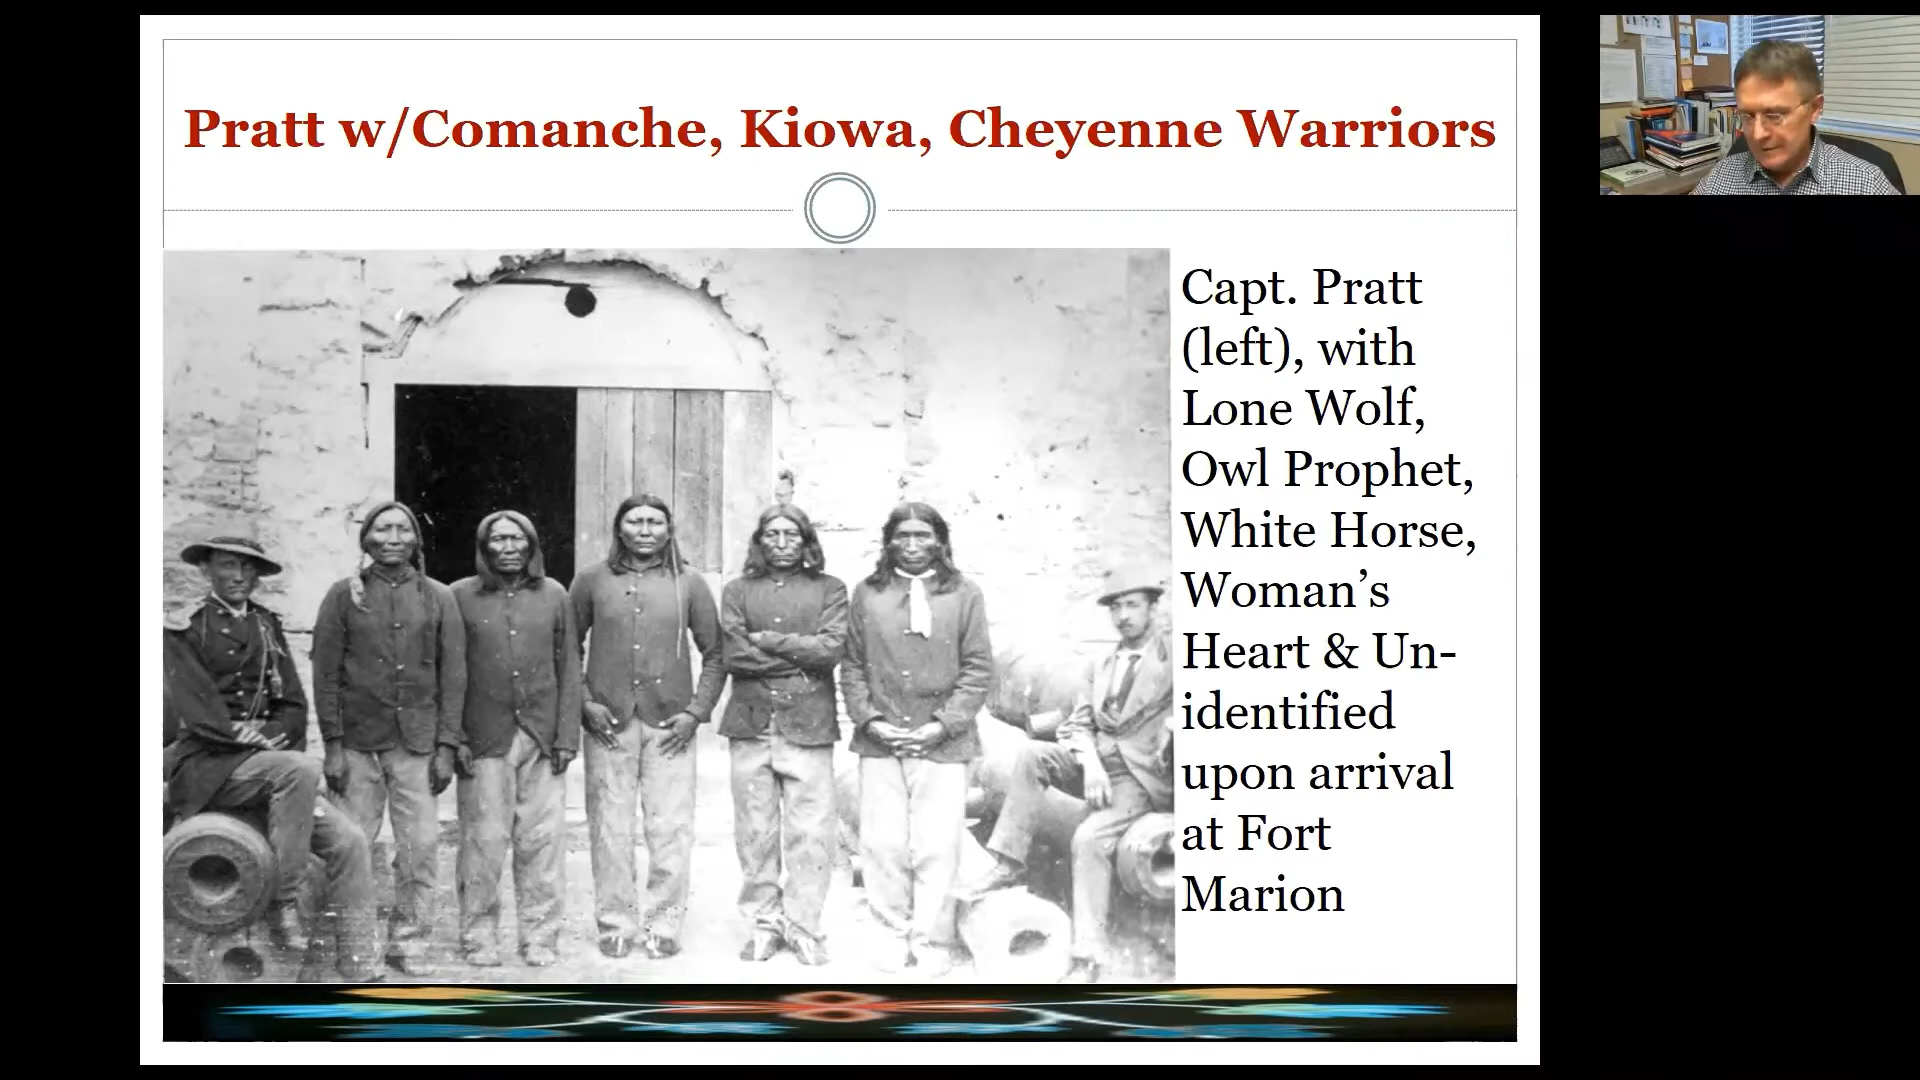 Pratt w/Comanche, Kiowa, Cheyenne Warriors
Capt. Pratt
(left), with
Lone Wolf,
Owl Prophet,
White Horse,
Woman’s
Heart & Un-
identified
upon arrival
at Fort
Marion